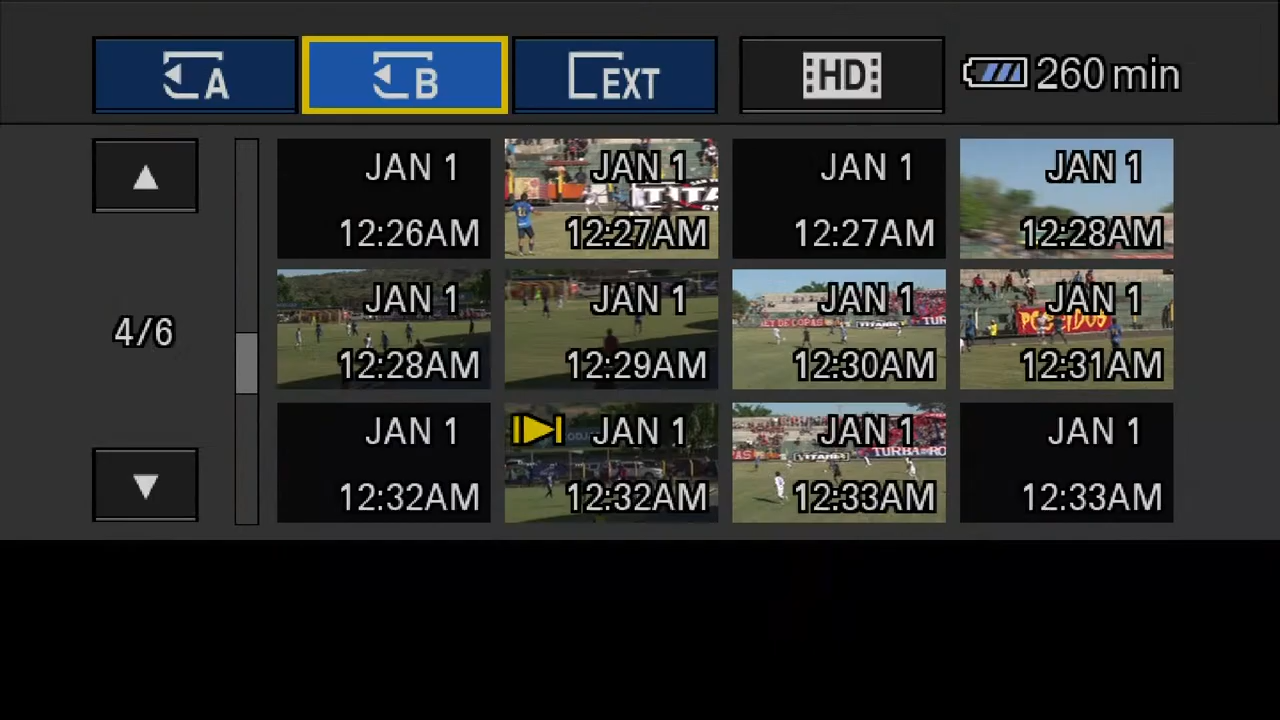 A B EXT HD 260 min
JAN 1 JAN 1 JAN 1 JAN 1
12:26AM 12:27AM 12:27AM 12:28AM
JAN 1 JAN 1 JAN 1 JAN 1
4/6
12:28AM 12:29AM 12:30AM 12:31AM
JAN 1 JAN 1 JAN 1 JAN 1
12:32AM 12:32AM 12:33AM 12:33AM